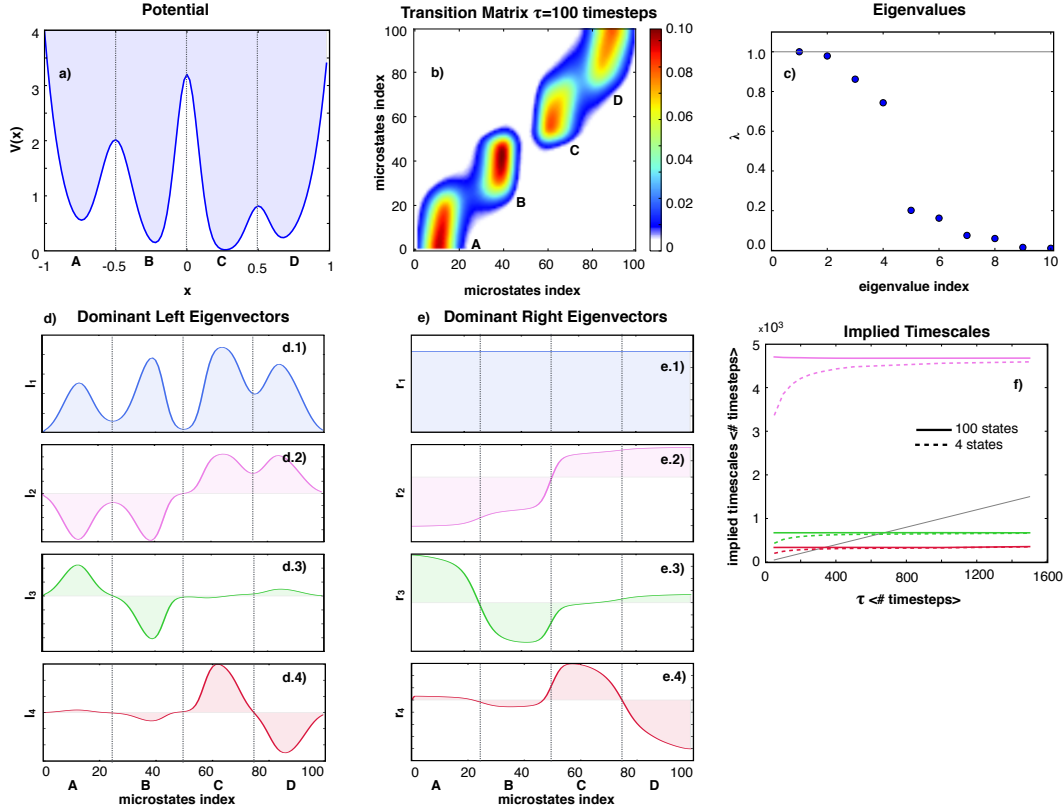 Potential
4
3
2
1
0
V(x)
a)
-1
A
-0.5
B
0
C
0.5
D
1
x
Transition Matrix τ=100 timesteps
100
80
60
40
20
0
microstates index
b)
A
B
C
D
0
20
40
60
80
100
microstates index
0.10
0.08
0.06
0.04
0.02
0
Eigenvalues
1.0
0.8
0.6
0.4
0.2
0.0
λ
c)
0
2
4
6
8
10
eigenvalue index
d) Dominant Left Eigenvectors
l1
d.1)
l2
d.2)
l3
d.3)
l4
d.4)
0 20 40 60 80 100
A B C D
microstates index
e) Dominant Right Eigenvectors
r1
e.1)
r2
e.2)
r3
e.3)
r4
e.4)
0 20 40 60 80 100
A B C D
microstates index
×10³
Implied Timescales
5
4
3
2
1
0
implied timescales <# timesteps>
f)
100 states
4 states
0
400
800
1200
1600
τ <# timesteps>